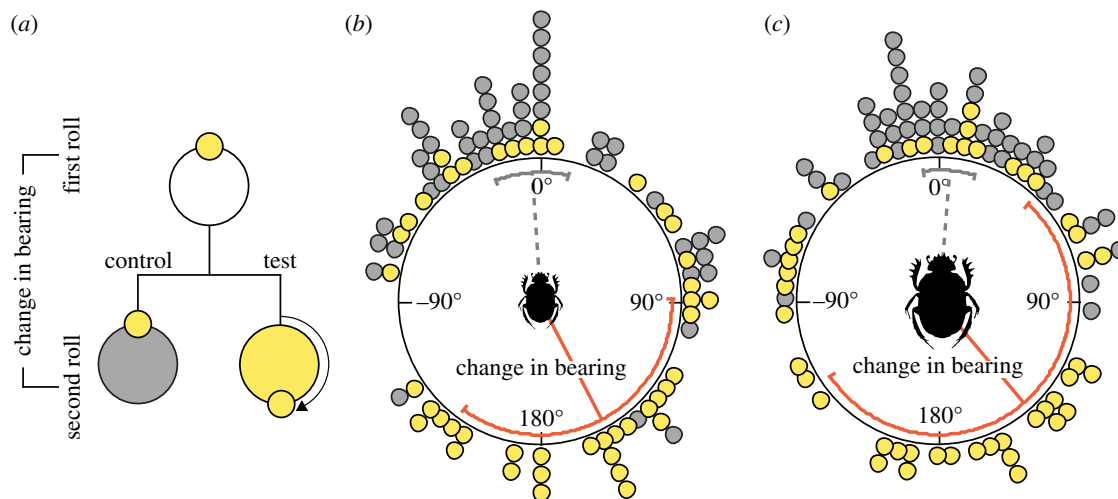 (a)
change in bearing
first roll
second roll
control
test
(b)
0°
–90°
90°
change in bearing
180°
(c)
0°
–90°
90°
change in bearing
180°